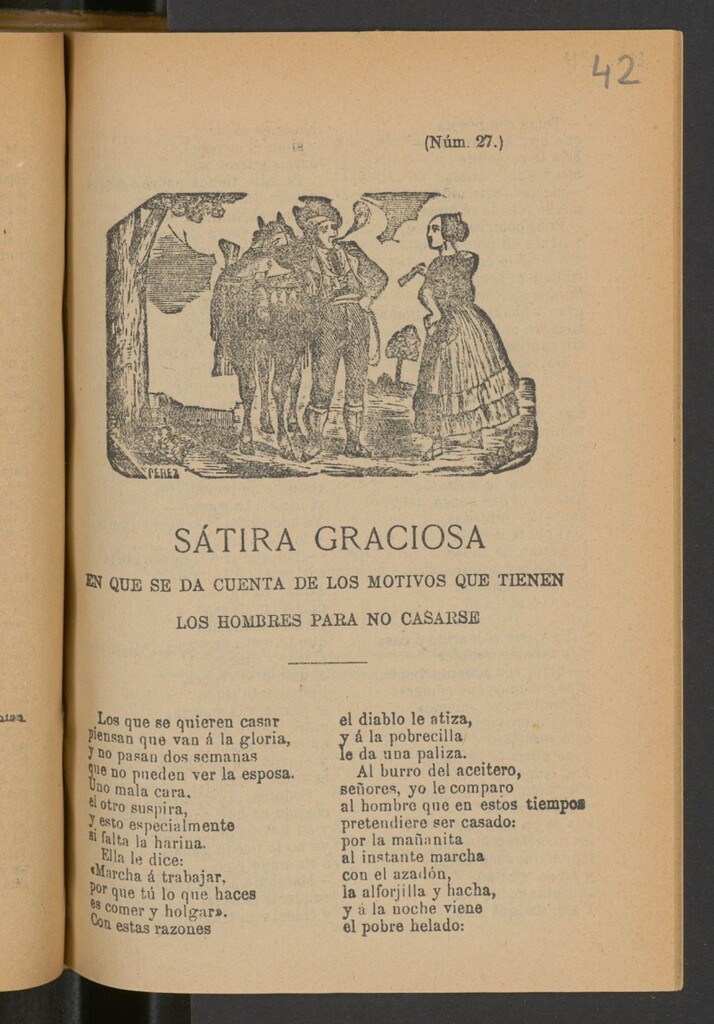 42
(Núm. 27.)
PEREZ
SÁTIRA GRACIOSA
EN QUE SE DA CUENTA DE LOS MOTIVOS QUE TIENEN
LOS HOMBRES PARA NO CASARSE
Los que se quieren casar
piensan que van á la gloria,
y no pasan dos semanas
que no pueden ver la esposa.
Uno mala cara.
el otro suspira,
y esto especialmente
si falta la harina.
Ella le dice:
«Marcha á trabajar,
por que tú lo que haces
es comer y holgar».
Con estas razones
el diablo le atiza,
y á la pobrecilla
le da una paliza.
Al burro del aceitero,
señores, yo le comparo
al hombre que en estos tiempos
pretendiere ser casado:
por la mañanita
al instante marcha
con el azadón,
la alforjilla y hacha,
y á la noche viene
el pobre helado: